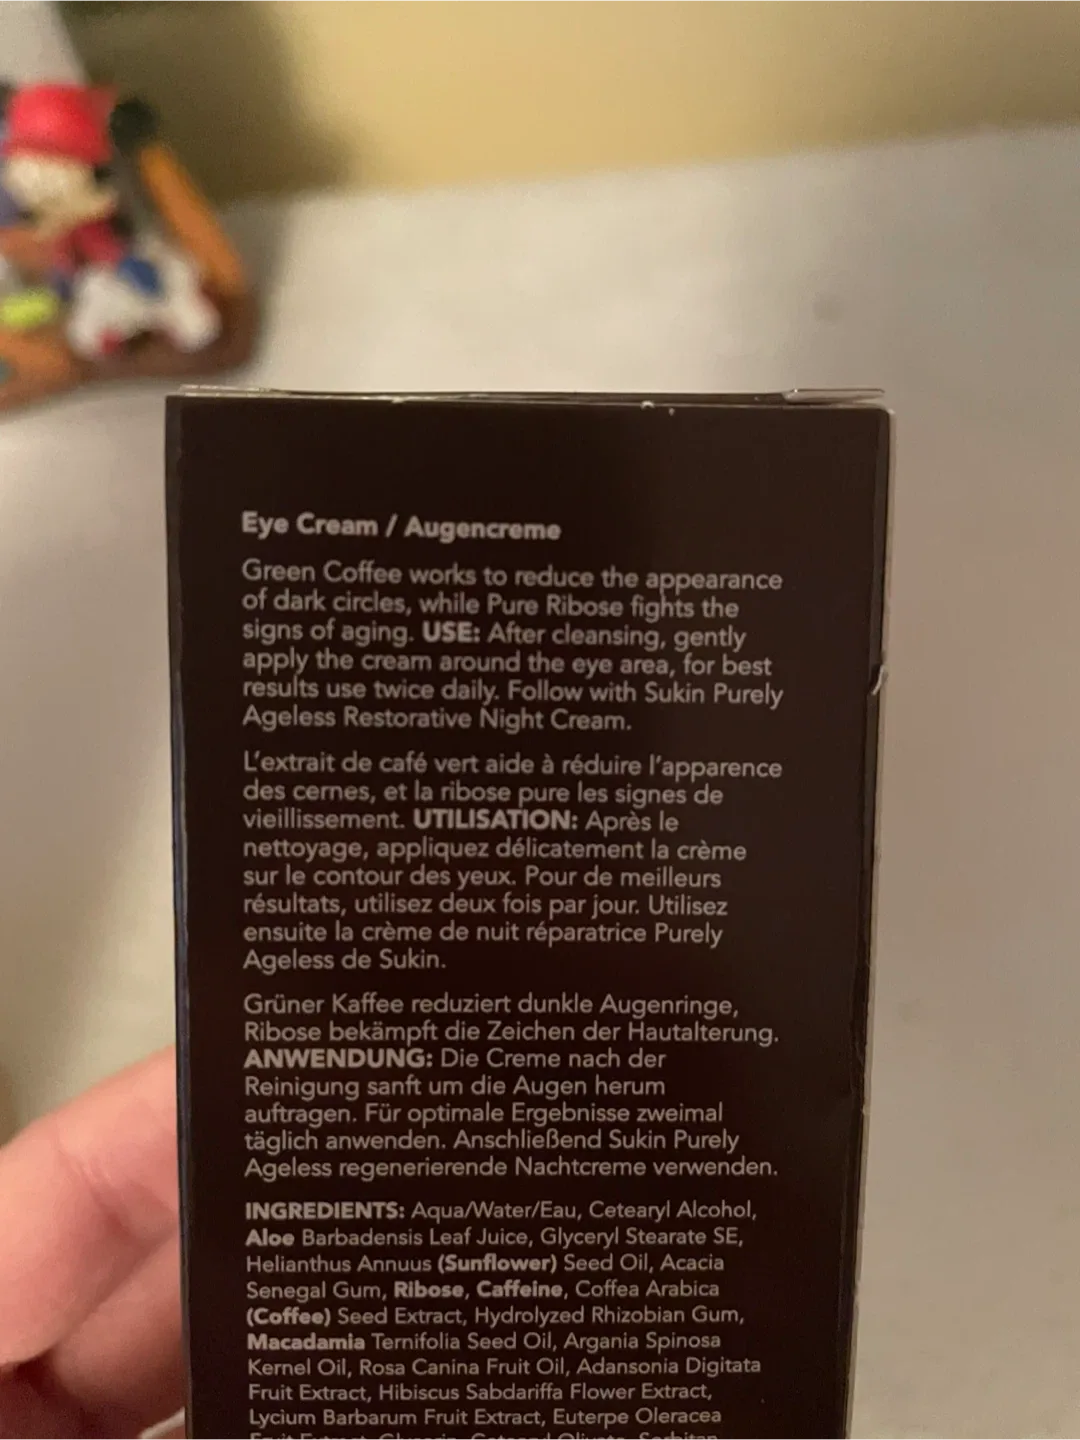 Eye Cream / Augencreme
Green Coffee works to reduce the appearance
of dark circles, while Pure Ribose fights the
signs of aging. USE: After cleansing, gently
apply the cream around the eye area, for best
results use twice daily. Follow with Sukin Purely
Ageless Restorative Night Cream.
L'extrait de café vert aide à réduire l'apparence
des cernes, et la ribose pure les signes de
vieillissement. UTILISATION: Après le
nettoyage, appliquez délicatement la crème
sur le contour des yeux. Pour de meilleurs
résultats, utilisez deux fois par jour. Utilisez
ensuite la crème de nuit réparatrice Purely
Ageless de Sukin.
Grüner Kaffee reduziert dunkle Augenringe,
Ribose bekämpft die Zeichen der Hautalterung.
ANWENDUNG: Die Creme nach der
Reinigung sanft um die Augen herum
auftragen. Für optimale Ergebnisse zweimal
täglich anwenden. Anschließend Sukin Purely
Ageless regenerierende Nachtcreme verwenden.
INGREDIENTS: Aqua/Water/Eau, Cetearyl Alcohol,
Aloe Barbadensis Leaf Juice, Glyceryl Stearate SE,
Helianthus Annuus (Sunflower) Seed Oil, Acacia
Senegal Gum, Ribose, Caffeine, Coffea Arabica
(Coffee) Seed Extract, Hydrolyzed Rhizobian Gum,
Macadamia Ternifolia Seed Oil, Argania Spinosa
Kernel Oil, Rosa Canina Fruit Oil, Adansonia Digitata
Fruit Extract, Hibiscus Sabdariffa Flower Extract,
Lycium Barbarum Fruit Extract, Euterpe Oleracea